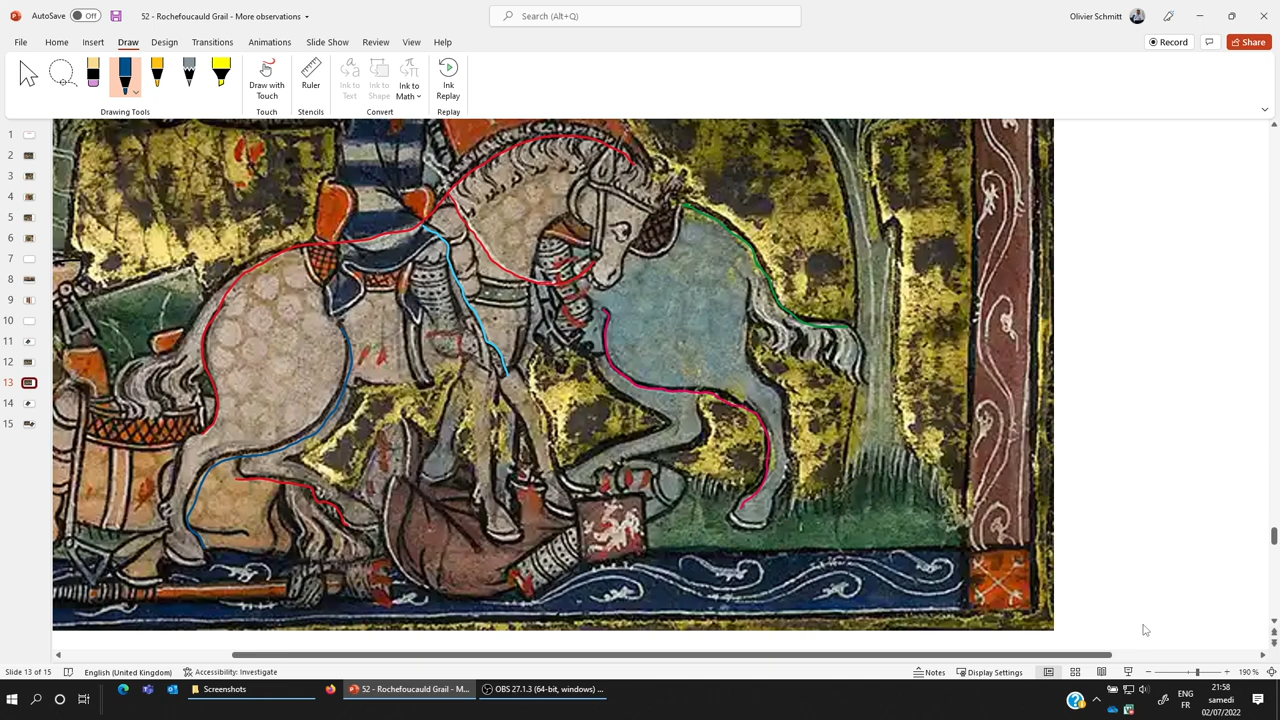 AutoSave Off 52 - Rochefoucauld Grail - More observations Search (Alt+Q) Olivier Schmitt
File Home Insert Draw Design Transitions Animations Slide Show Review View Help Record Share
Draw with Touch Ruler Ink to Text Ink to Shape Ink to Math Ink Replay
Drawing Tools Touch Stencils Convert Replay
1
2
3
4
5
6
7
8
9
10
11
12
13
14
15
Slide 13 of 15 English (United Kingdom) Accessibility: Investigate Notes Display Settings 190 %
Screenshots 52 - Rochefoucauld Grail - M... OBS 27.1.3 (64-bit, windows) ... ENG FR 21:58 samedi 02/07/2022